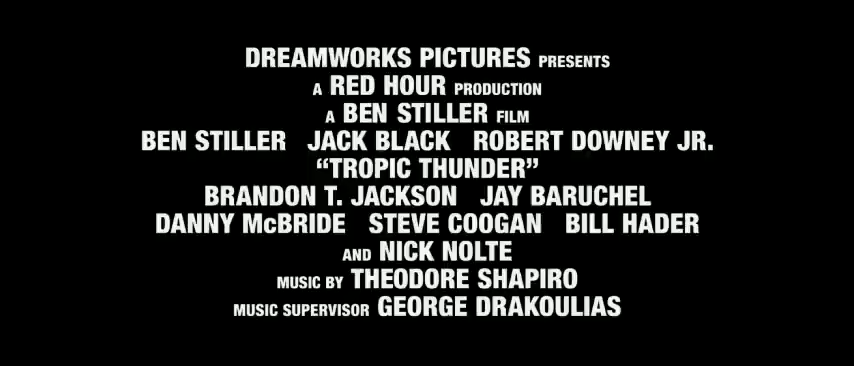 DREAMWORKS PICTURES PRESENTS
A RED HOUR PRODUCTION
A BEN STILLER FILM
BEN STILLER JACK BLACK ROBERT DOWNEY JR.
“TROPIC THUNDER”
BRANDON T. JACKSON JAY BARUCHEL
DANNY McBRIDE STEVE COOGAN BILL HADER
AND NICK NOLTE
MUSIC BY THEODORE SHAPIRO
MUSIC SUPERVISOR GEORGE DRAKOULIAS